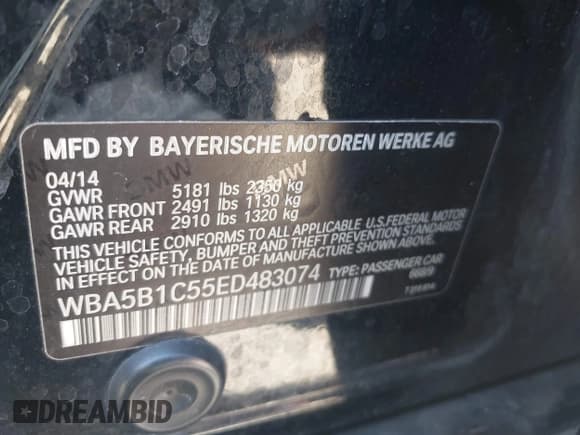 MFD BY BAYERISCHE MOTOREN WERKE AG
04/14
GVWR 5181 lbs 2350 kg
GAWR FRONT 2491 lbs 1130 kg
GAWR REAR 2910 lbs 1320 kg
THIS VEHICLE CONFORMS TO ALL APPLICABLE U.S.FEDERAL MOTOR
VEHICLE SAFETY, BUMPER AND THEFT PREVENTION STANDARDS
IN EFFECT ON THE DATE OF MANUFACTURE SHOWN ABOVE.
WBA5B1C55ED483074 TYPE: PASSENGER CAR
DREAMBID